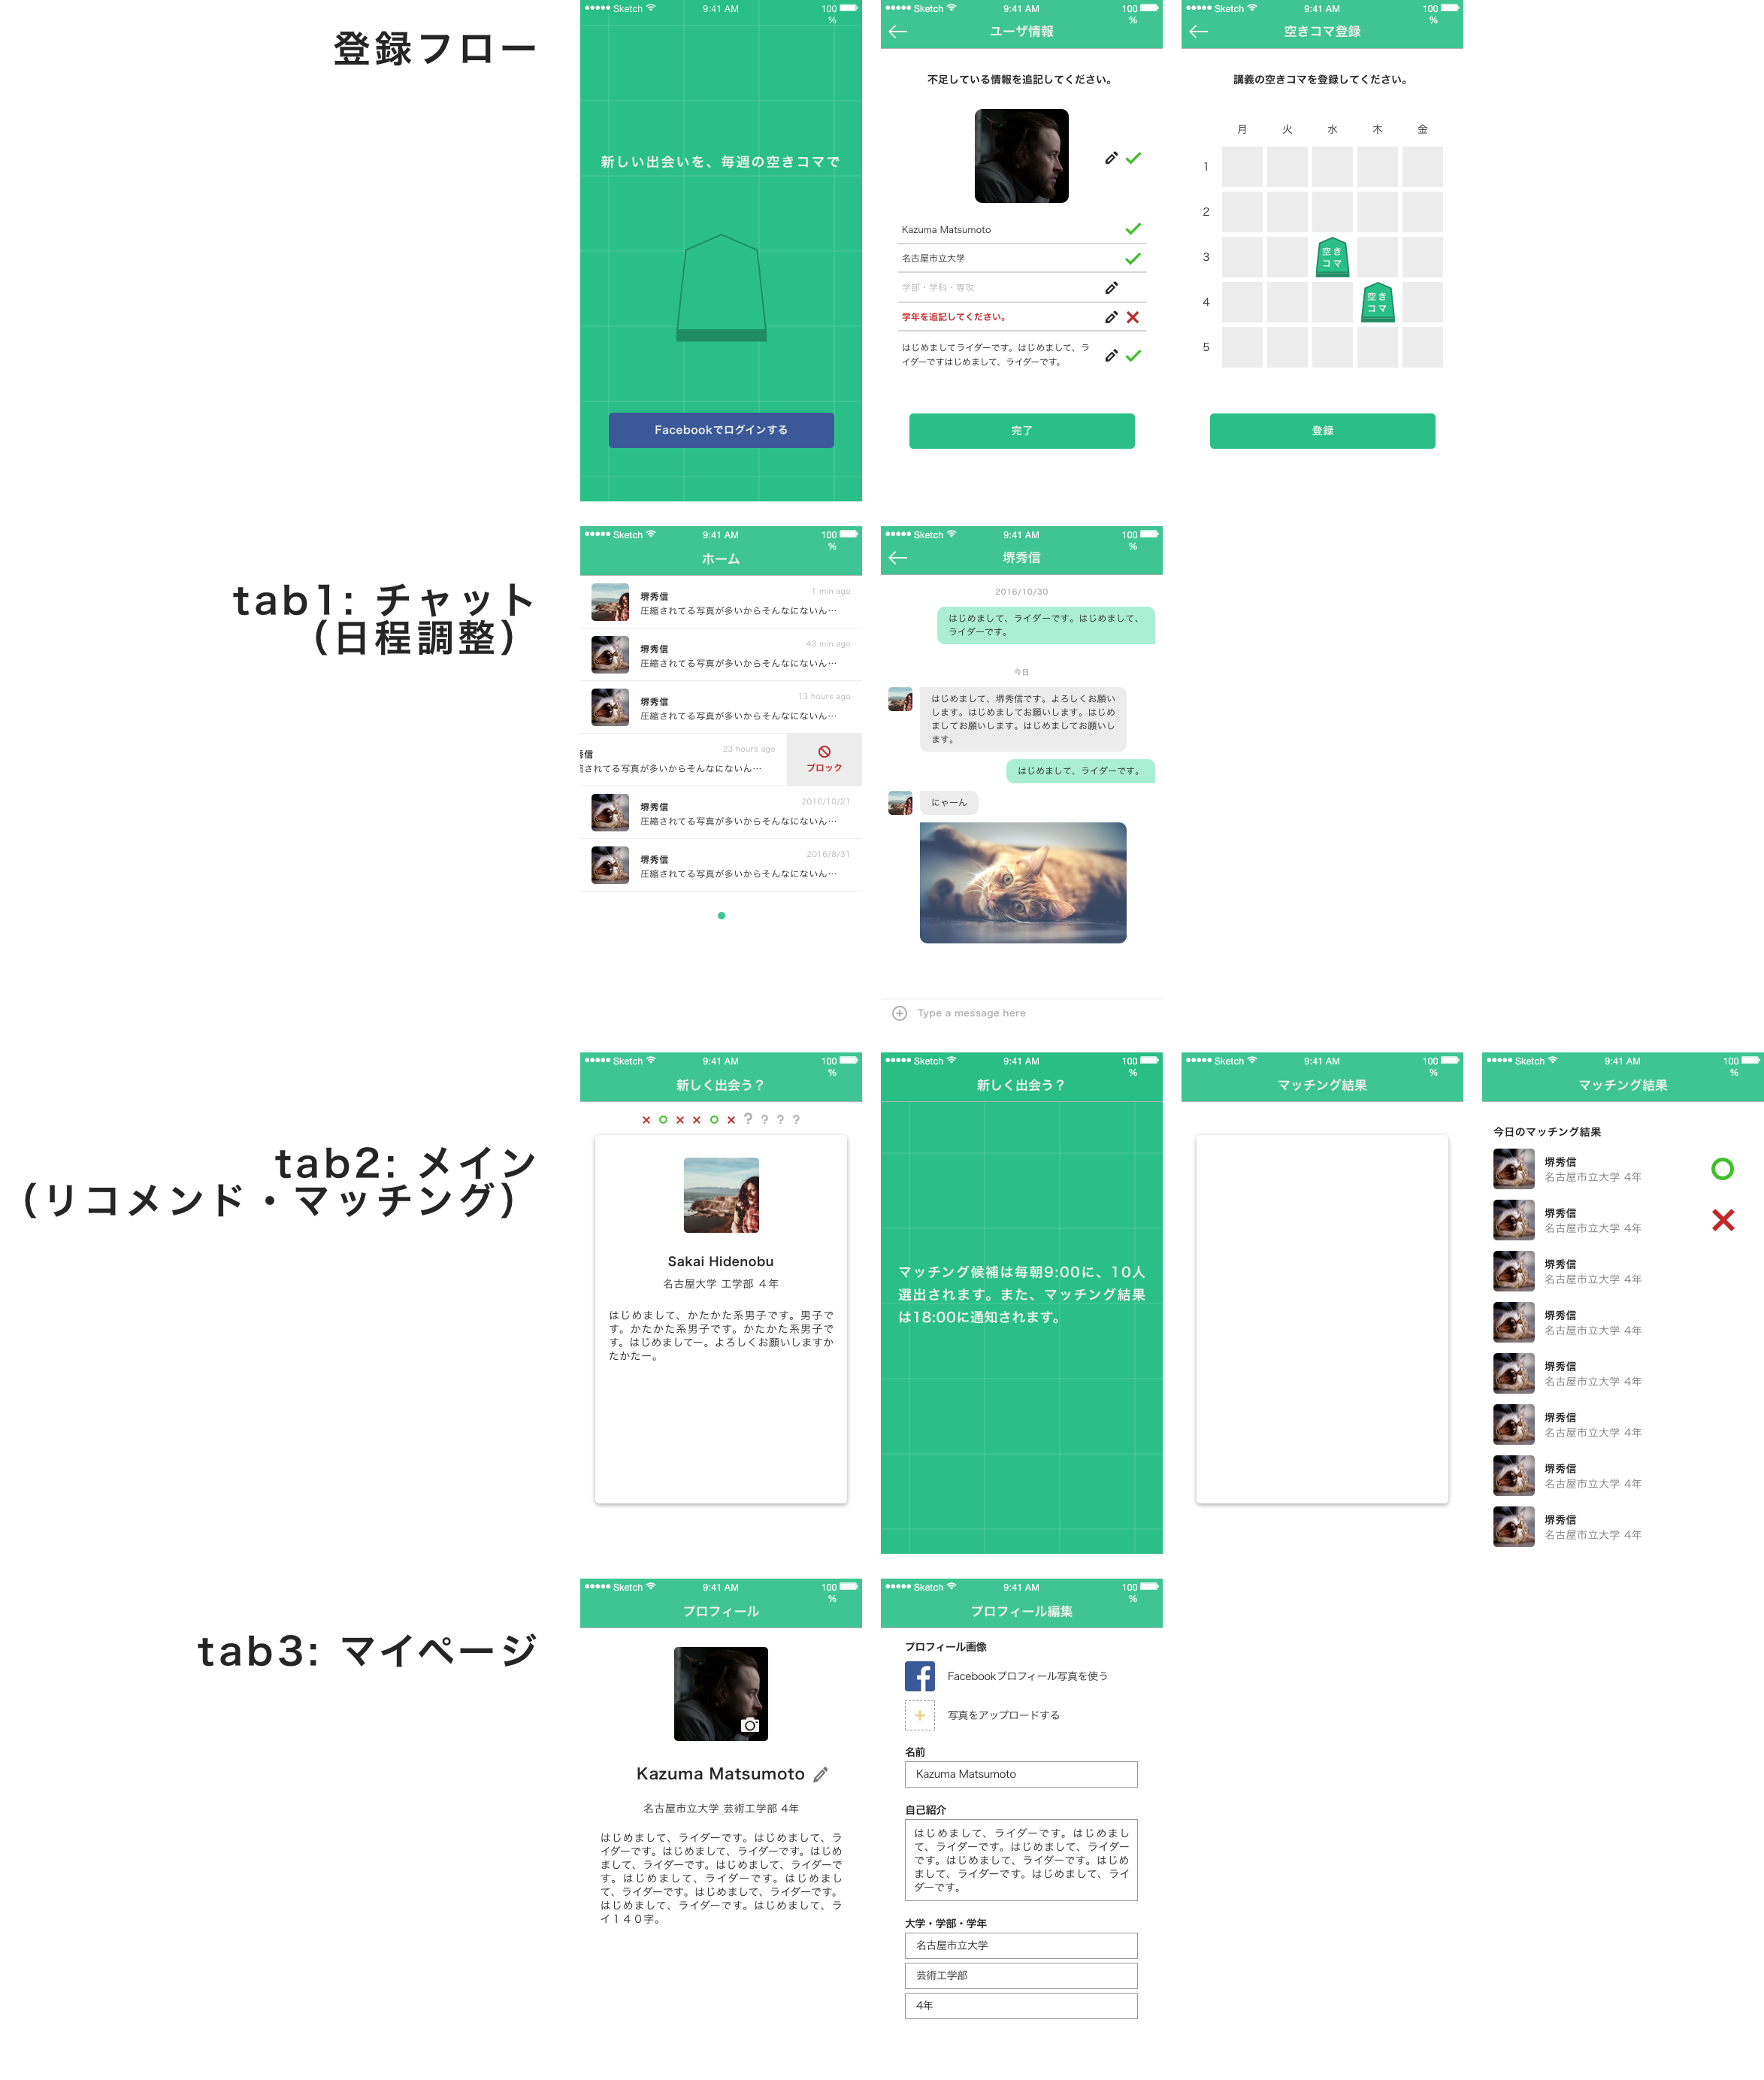 登録フロー
Sketch 9:41 AM 100 %
新しい出会いを、毎週の空きコマで
Facebookでログインする
Sketch 9:41 AM 100 %
ユーザ情報
不足している情報を追記してください。
Kazuma Matsumoto
名古屋市立大学
学部・学科・専攻
学年を追記してください。
はじめましてライダーです。はじめまして、ラ
イダーですはじめまして、ライダーです。
完了
Sketch 9:41 AM 100 %
空きコマ登録
講義の空きコマを登録してください。
月 火 水 木 金
1
2
3 空き
コマ
4 空き
コマ
5
登録
tab1: チャット
（日程調整）
Sketch 9:41 AM 100 %
ホーム
堺秀信 1 min ago
圧縮されてる写真が多いからそんなにないん…
堺秀信 43 min ago
圧縮されてる写真が多いからそんなにないん…
堺秀信 13 hours ago
圧縮されてる写真が多いからそんなにないん…
信 23 hours ago
されてる写真が多いからそんなにないん…
ブロック
堺秀信 2016/10/21
圧縮されてる写真が多いからそんなにないん…
堺秀信 2016/8/31
圧縮されてる写真が多いからそんなにないん…
Sketch 9:41 AM 100 %
堺秀信
2016/10/30
はじめまして、ライダーです。はじめまして、
ライダーです。
今日
はじめまして、堺秀信です。よろしくお願い
します。はじめましてお願いします。はじめ
ましてお願いします。はじめましてお願いし
ます。
はじめまして、ライダーです。
にゃーん
Type a message here
tab2: メイン
（リコメンド・マッチング）
Sketch 9:41 AM 100 %
新しく出会う？
? ? ? ?
Sakai Hidenobu
名古屋大学 工学部 ４年
はじめまして、かたかた系男子です。男子で
す。かたかた系男子です。かたかた系男子で
す。はじめましてー。よろしくお願いしますか
たかたー。
Sketch 9:41 AM 100 %
新しく出会う？
マッチング候補は毎朝9:00に、10人
選出されます。また、マッチング結果
は18:00に通知されます。
Sketch 9:41 AM 100 %
マッチング結果
Sketch 9:41 AM 100 %
マッチング結果
今日のマッチング結果
堺秀信
名古屋市立大学 4年
堺秀信
名古屋市立大学 4年
堺秀信
名古屋市立大学 4年
堺秀信
名古屋市立大学 4年
堺秀信
名古屋市立大学 4年
堺秀信
名古屋市立大学 4年
堺秀信
名古屋市立大学 4年
堺秀信
名古屋市立大学 4年
tab3: マイページ
Sketch 9:41 AM 100 %
プロフィール
Kazuma Matsumoto
名古屋市立大学 芸術工学部 4年
はじめまして、ライダーです。はじめまして、ラ
イダーです。はじめまして、ライダーです。はじめ
まして、ライダーです。はじめまして、ライダーで
す。はじめまして、ライダーです。はじめまし
て、ライダーです。はじめまして、ライダーです。
はじめまして、ライダーです。はじめまして、ラ
イ１４０字。
Sketch 9:41 AM 100 %
プロフィール編集
プロフィール画像
Facebookプロフィール写真を使う
写真をアップロードする
名前
Kazuma Matsumoto
自己紹介
はじめまして、ライダーです。はじめまし
て、ライダーです。はじめまして、ライダー
です。はじめまして、ライダーです。はじめ
まして、ライダーです。はじめまして、ライ
ダーです。
大学・学部・学年
名古屋市立大学
芸術工学部
4年